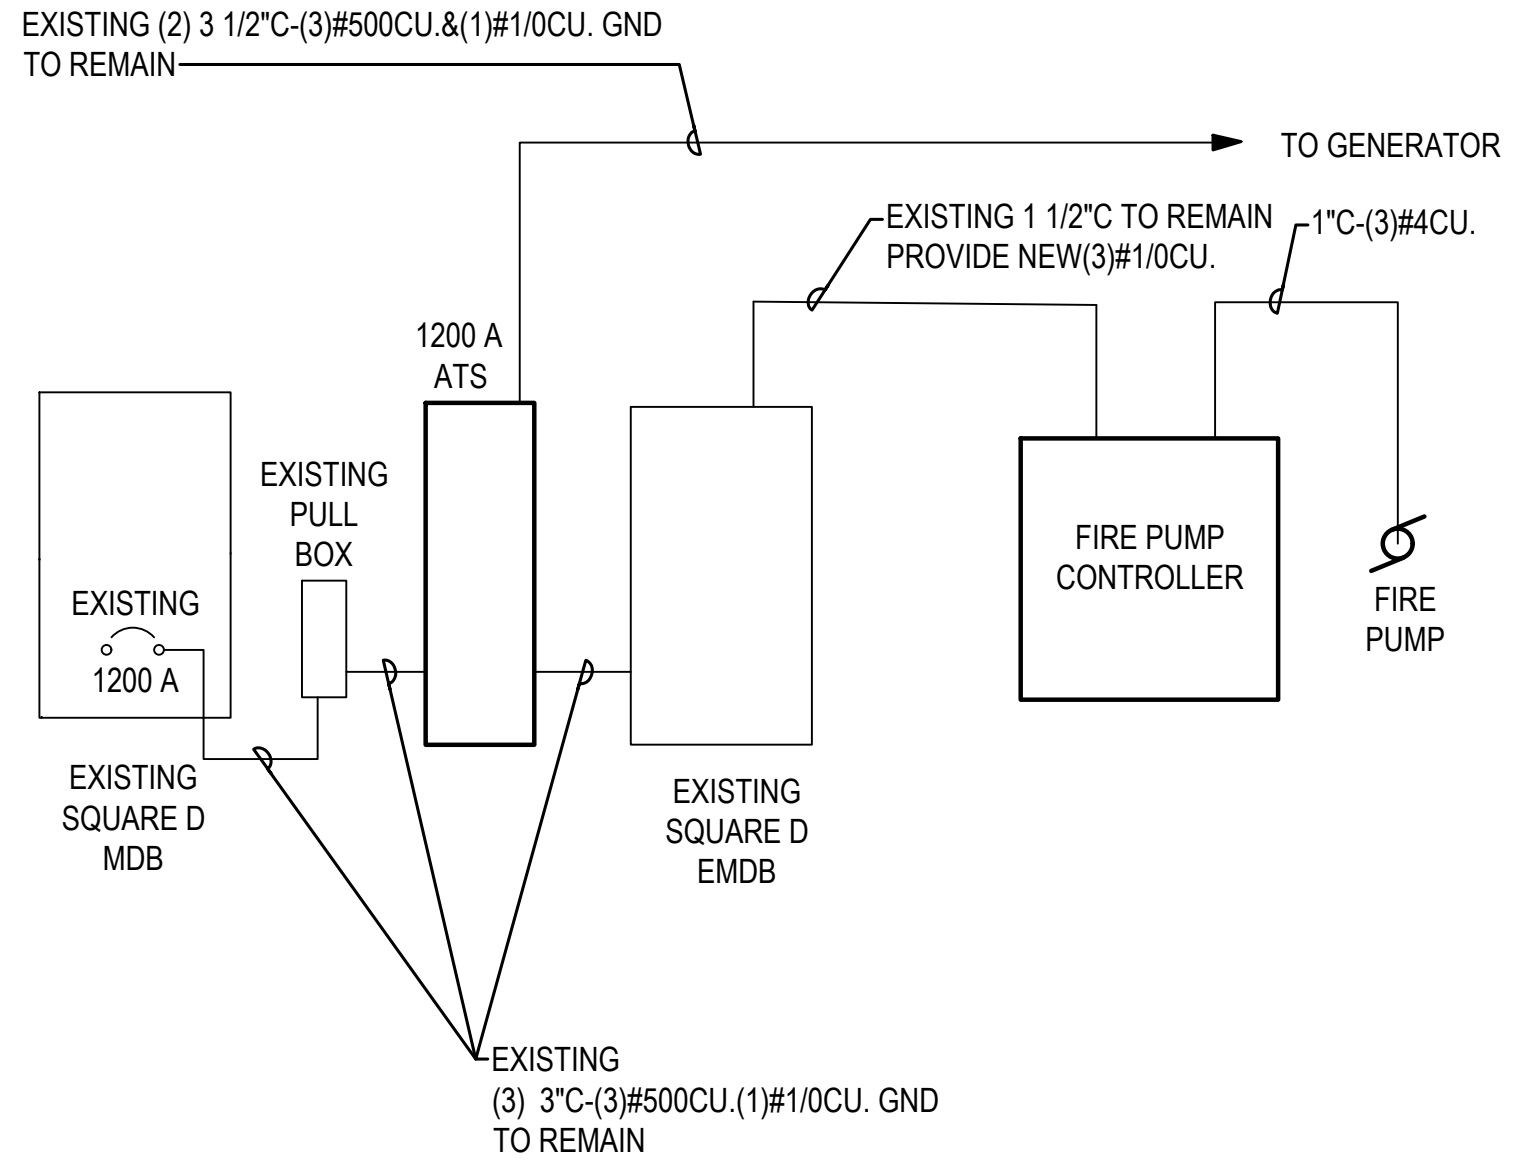 EXISTING (2) 3 1/2"C-(3)#500CU.&(1)#1/0CU. GND
TO REMAIN
TO GENERATOR
EXISTING 1 1/2"C TO REMAIN
PROVIDE NEW(3)#1/0CU.
1"C-(3)#4CU.
1200 A
ATS
EXISTING
PULL
BOX
EXISTING
1200 A
FIRE PUMP
CONTROLLER
FIRE
PUMP
EXISTING
SQUARE D
MDB
EXISTING
SQUARE D
EMDB
EXISTING
(3) 3"C-(3)#500CU.(1)#1/0CU. GND
TO REMAIN